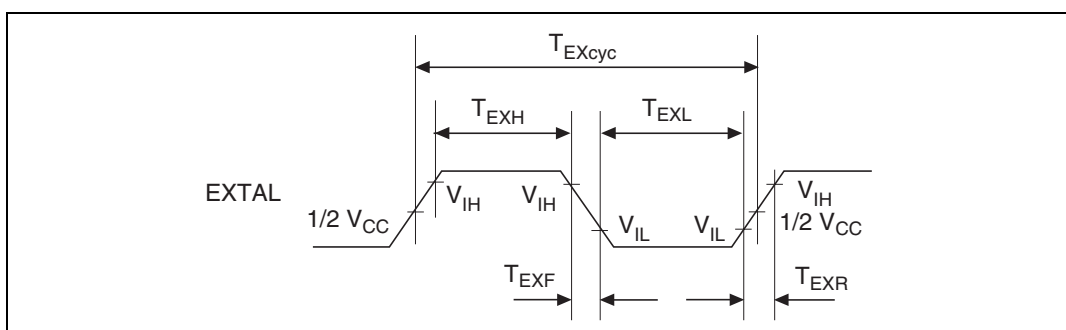 T_EXcyc
T_EXH T_EXL
EXTAL
V_IH V_IH V_IH
1/2 V_CC V_IL V_IL 1/2 V_CC
T_EXF T_EXR